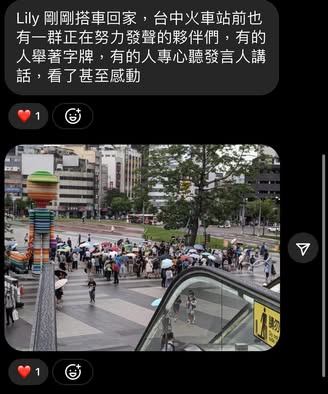 Lily 剛剛搭車回家，台中火車站前也
有一群正在努力發聲的夥伴們，有的
人舉著字牌，有的人專心聽發言人講
話，看了甚至感動
1
1